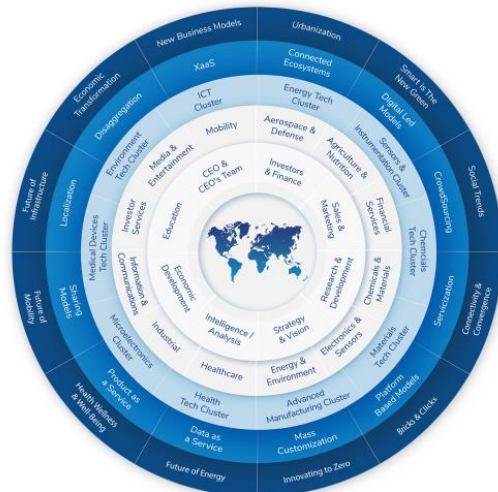 New Business Models
Urbanization
Smart is The
New Green
Social Trends
Connectivity &
Convergence
Bricks & Clicks
Innovating to Zero
Future of Energy
Health Wellness
& Well-Being
Future of
Mobility
Future of
Infrastructure
Economic
Transformation
XaaS
Connected
Ecosystems
Digital Led
Models
CrowdSourcing
Servicization
Platform
Based Models
Mass
Customization
Data as
a Service
Product as
a Service
Sharing
Models
Localization
Disaggregation
ICT
Cluster
Energy Tech
Cluster
Sensors &
Instrumentation Cluster
Chemcials
Tech Cluster
Materials
Tech Cluster
Advanced
Manufacturing Cluster
Health
Tech Cluster
Microelectronics
Cluster
Medical Devices
Tech Cluster
Environment
Tech Cluster
Mobility
Aerospace &
Defense
Agriculture &
Nutrition
Financial
Services
Chemicals &
Materials
Electronics &
Sensors
Energy &
Environment
Healthcare
Industrial
Information &
Communications
Investor
Services
Media &
Entertainment
CEO &
CEO's Team
Investors
& Finance
Sales &
Marketing
Research &
Development
Strategy
& Vision
Intelligence /
Analysis
Economic
Development
Education